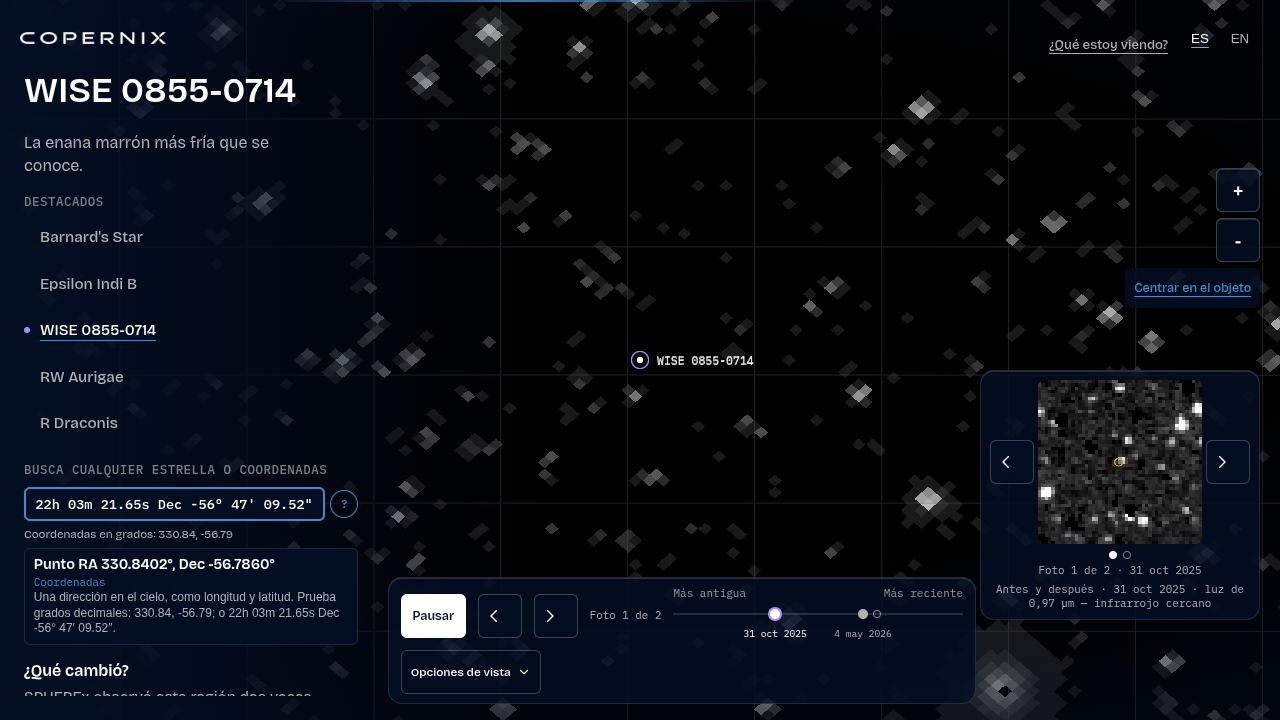 COPERNIX
¿Qué estoy viendo?
ES
EN
WISE 0855-0714
La enana marrón más fría que se
conoce.
DESTACADOS
Barnard's Star
Epsilon Indi B
WISE 0855-0714
RW Aurigae
R Draconis
BUSCA CUALQUIER ESTRELLA O COORDENADAS
22h 03m 21.65s Dec -56° 47' 09.52"
?
Coordenadas en grados: 330.84, -56.79
Punto RA 330.8402°, Dec -56.7860°
Coordenadas
Una dirección en el cielo, como longitud y latitud. Prueba
grados decimales: 330.84, -56.79; o 22h 03m 21.65s Dec
-56° 47′ 09.52″.
¿Qué cambió?
SPHEREx observó esta región dos veces
WISE 0855-0714
+
-
Centrar en el objeto
Foto 1 de 2 · 31 oct 2025
Antes y después · 31 oct 2025 · luz de
0,97 µm — infrarrojo cercano
Pausar
Foto 1 de 2
Más antigua
Más reciente
31 oct 2025
4 may 2026
Opciones de vista